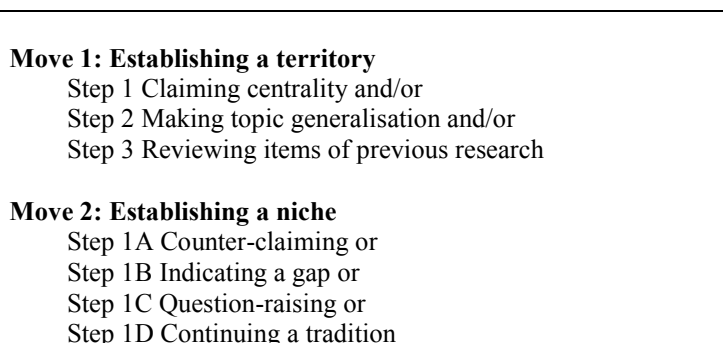 Move 1: Establishing a territory
Step 1 Claiming centrality and/or
Step 2 Making topic generalisation and/or
Step 3 Reviewing items of previous research
Move 2: Establishing a niche
Step 1A Counter-claiming or
Step 1B Indicating a gap or
Step 1C Question-raising or
Step 1D Continuing a tradition